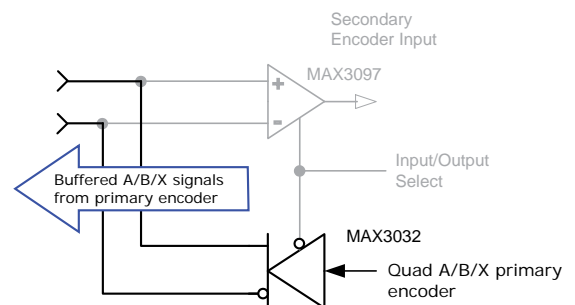 Secondary
Encoder Input
MAX3097
+
-
Input/Output
Select
Buffered A/B/X signals
from primary encoder
MAX3032
Quad A/B/X primary
encoder